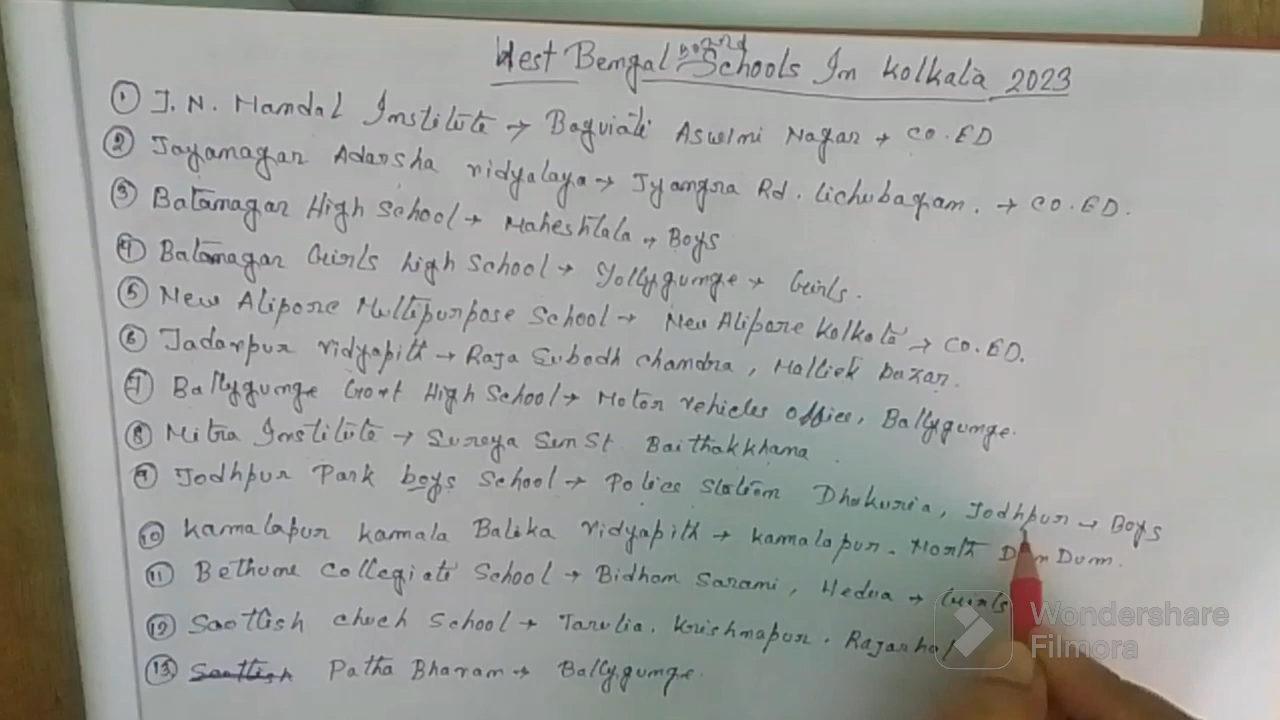 West Bengal Board Schools In Kolkata 2023
① J. N. Mandal Institute → Baguiati Aswini Nagar → CO.ED
② Jayanagar Adarsha vidyalaya → Jyangra Rd. Lichubagan. → CO.ED.
③ Batanagar High School → Maheshtala → Boys
④ Batanagar Girls high School → Jollygunge → Girls.
⑤ New Alipore Multipurpose School → New Alipore Kolkata → CO.ED.
⑥ Jadavpur vidyapith → Raja Subodh Chandra, Mallick bazar.
⑦ Ballygunge Govt High School → Motor vehicles office, Ballygunge.
⑧ Mitra Institute → Sureya Sen St Baithakkhana.
⑨ Jodhpur Park boys School → Police Station Dhakuria, Jodhpur → Boys
⑩ Kamalapur Kamala Balika Vidyapith → Kamalapur. North Dum Dum.
⑪ Bethune Collegiate School → Bidhan Sarani, Hedua → Girls
⑫ Scottish chuch School → Tarulia. Krishnapur. Rajarhat
⑬ Patha Bhavan → Ballygunge.
Wondershare
Filmora